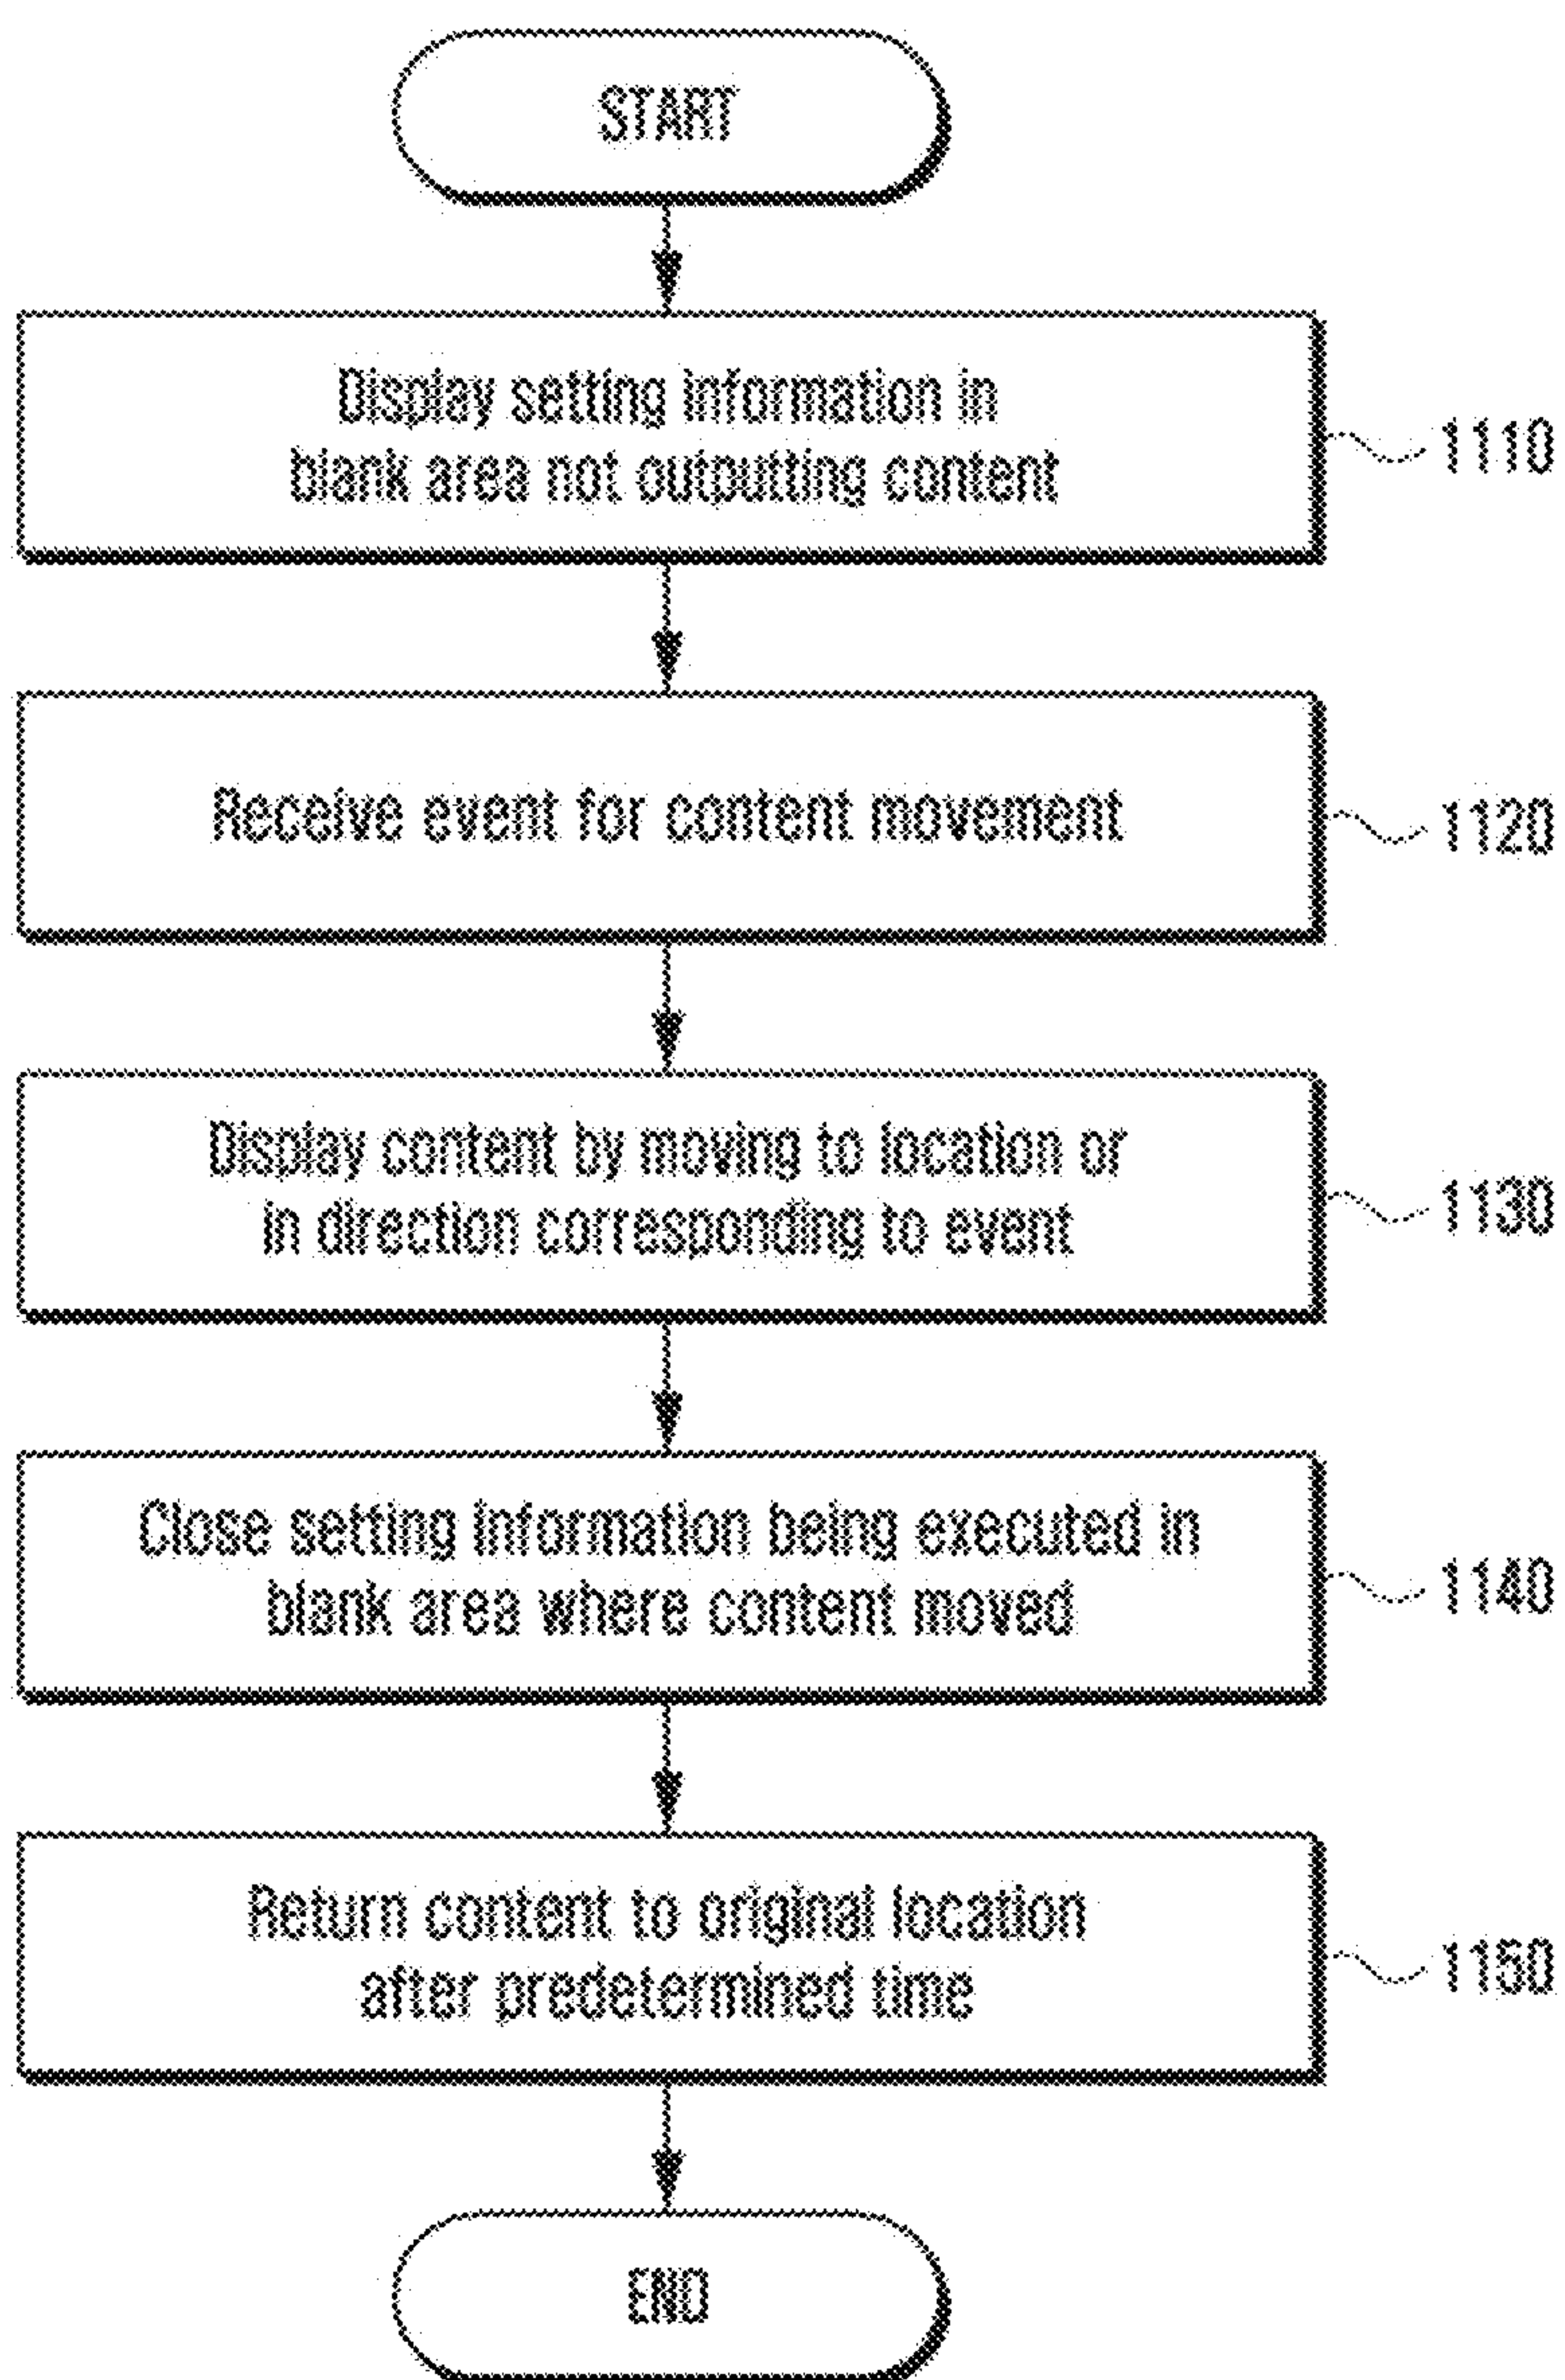 START
Display setting information in
blank area not outputting content
1110
Receive event for content movement
1120
Display content by moving to location or
in direction corresponding to event
1130
Close setting information being executed in
blank area where content moved
1140
Return content to original location
after predetermined time
1150
END